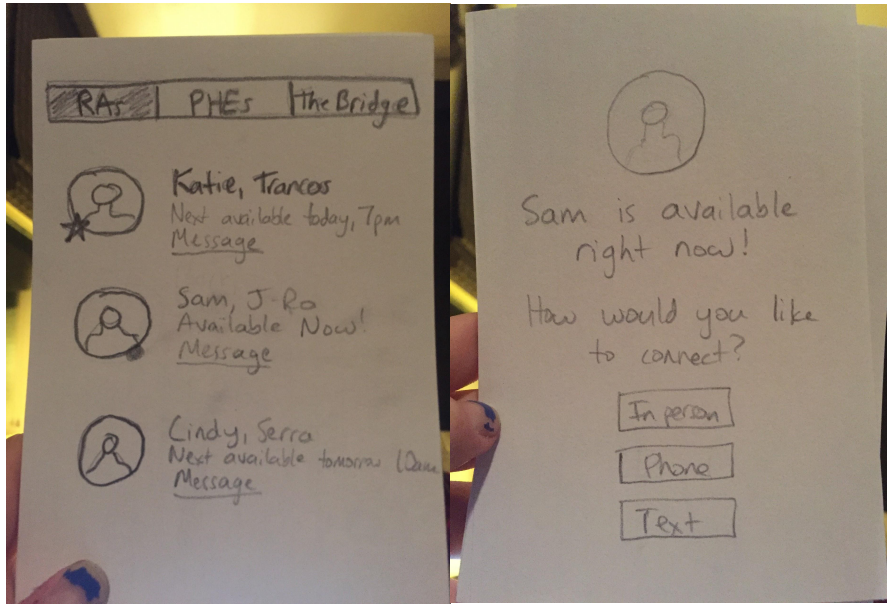 RAs PHEs The Bridge
Katie, Trancos
Next available today, 7pm
Message
Sam, J-Ro
Available Now!
Message
Cindy, Serra
Next available tomorrow 10am
Message
Sam is available
right now!
How would you like
to connect?
In person
Phone
Text